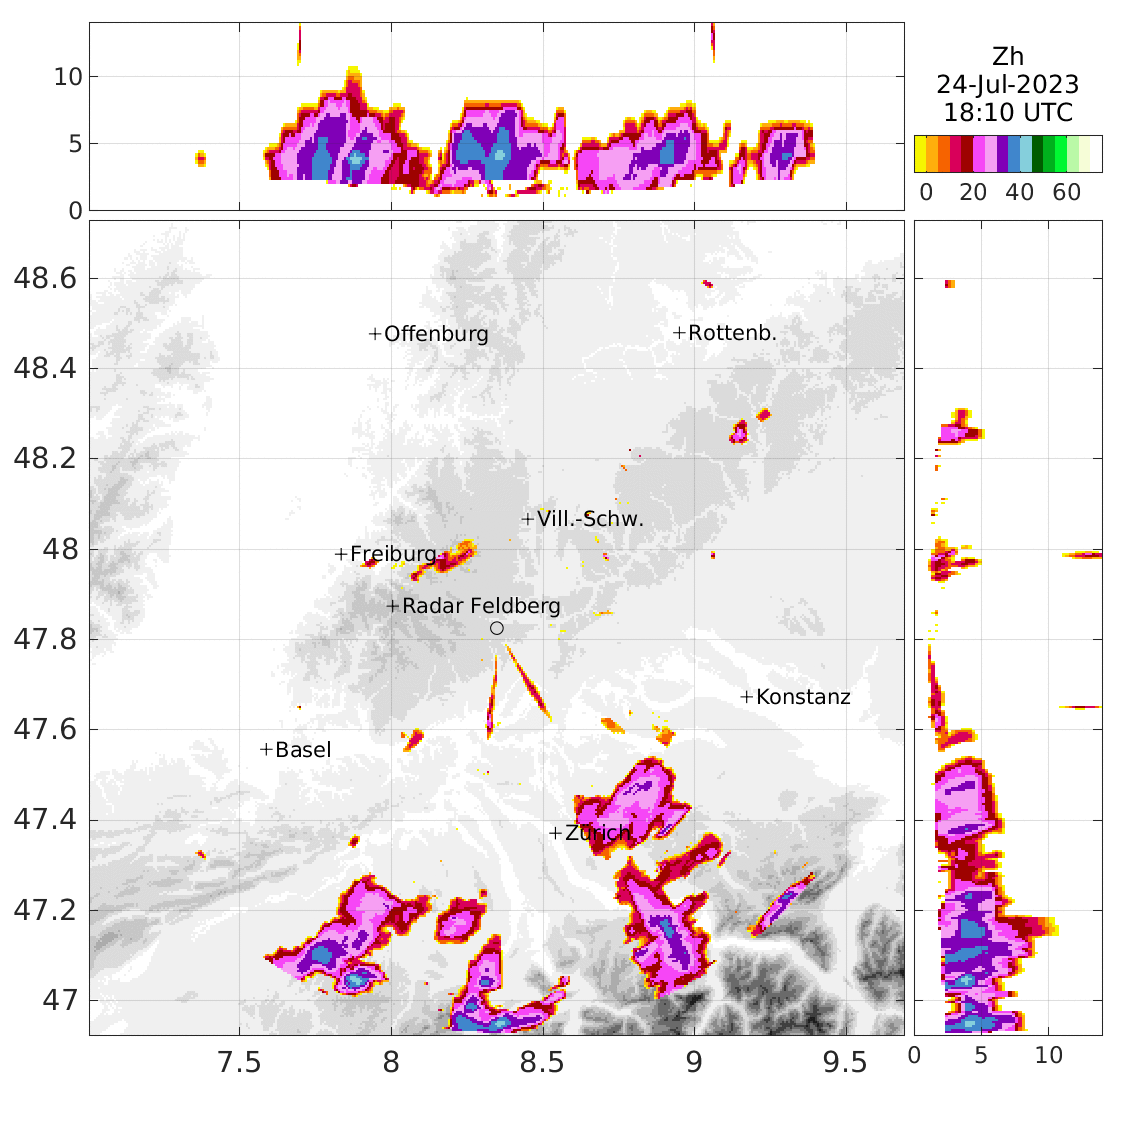 Zh
24-Jul-2023
18:10 UTC
0 20 40 60
10
5
0
48.6
48.4
48.2
48
47.8
47.6
47.4
47.2
47
+Offenburg
+Rottenb.
+Vill.-Schw.
+Freiburg
+Radar Feldberg
+Konstanz
+Basel
+Zürich
7.5 8 8.5 9 9.5
0 5 10